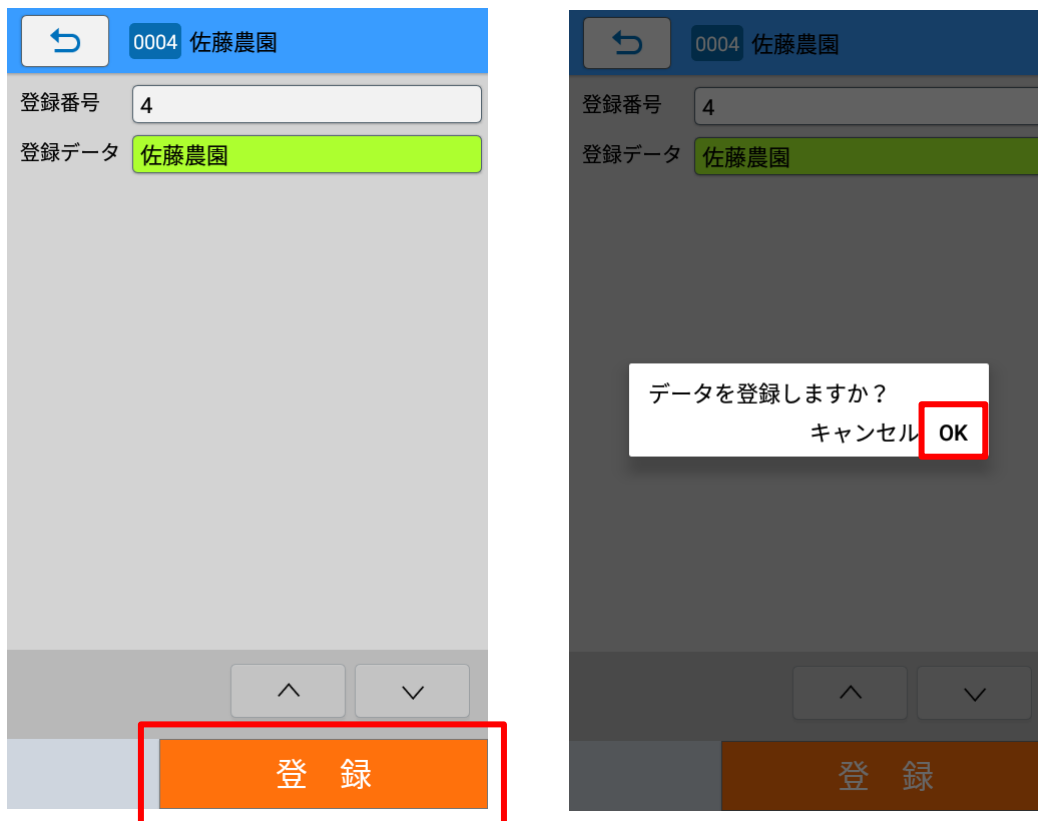 0004 佐藤農園
登録番号 4
登録データ 佐藤農園
登 録
0004 佐藤農園
登録番号 4
登録データ 佐藤農園
データを登録しますか？
キャンセル OK
登 録